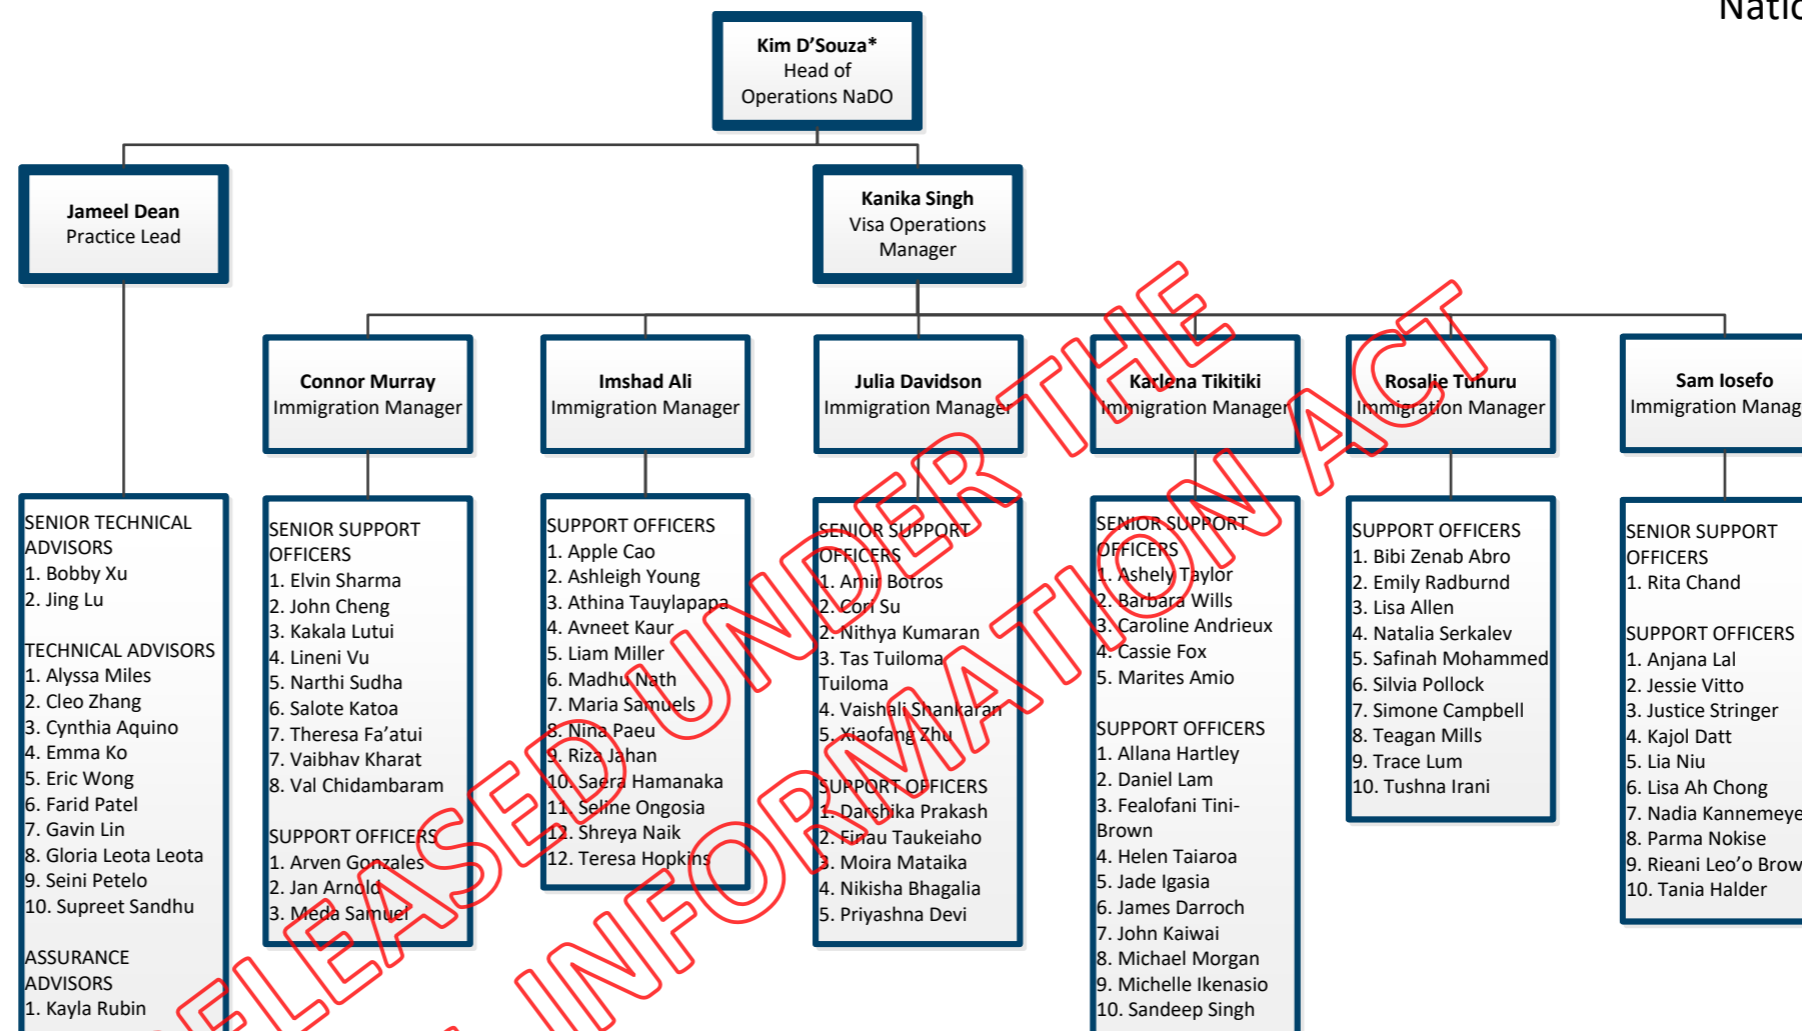 Natio
Kim D’Souza*
Head of
Operations NaDO
Jameel Dean
Practice Lead
Kanika Singh
Visa Operations
Manager
Connor Murray
Immigration Manager
Imshad Ali
Immigration Manager
Julia Davidson
Immigration Manager
Karlena Tikitiki
Immigration Manager
Rosalie Tuhuru
Immigration Manager
Sam Iosefo
Immigration Manag
SENIOR TECHNICAL
ADVISORS
1. Bobby Xu
2. Jing Lu
TECHNICAL ADVISORS
1. Alyssa Miles
2. Cleo Zhang
3. Cynthia Aquino
4. Emma Ko
5. Eric Wong
6. Farid Patel
7. Gavin Lin
8. Gloria Leota Leota
9. Seini Petelo
10. Supreet Sandhu
ASSURANCE
ADVISORS
1. Kayla Rubin
SENIOR SUPPORT
OFFICERS
1. Elvin Sharma
2. John Cheng
3. Kakala Lutui
4. Lineni Vu
5. Narthi Sudha
6. Salote Katoa
7. Theresa Fa’atui
7. Vaibhav Kharat
8. Val Chidambaram
SUPPORT OFFICERS
1. Arven Gonzales
2. Jan Arnold
3. Meda Samuel
SUPPORT OFFICERS
1. Apple Cao
2. Ashleigh Young
3. Athina Tauylapapa
4. Avneet Kaur
5. Liam Miller
6. Madhu Nath
7. Maria Samuels
8. Nina Paeu
9. Riza Jahan
10. Saera Hamanaka
11. Seline Ongosia
12. Shreya Naik
12. Teresa Hopkins
SENIOR SUPPORT
OFFICERS
1. Amir Botros
2. Cori Su
2. Nithya Kumaran
3. Tas Tuiloma
Tuiloma
4. Vaishali Shankaran
5. Xiaofang Zhu
SUPPORT OFFICERS
1. Darshika Prakash
2. Finau Taukeiaho
3. Moira Mataika
4. Nikisha Bhagalia
5. Priyashna Devi
SENIOR SUPPORT
OFFICERS
1. Ashely Taylor
2. Barbara Wills
3. Caroline Andrieux
4. Cassie Fox
5. Marites Amio
SUPPORT OFFICERS
1. Allana Hartley
2. Daniel Lam
3. Fealofani Tini-
Brown
4. Helen Taiaroa
5. Jade Igasia
6. James Darroch
7. John Kaiwai
8. Michael Morgan
9. Michelle Ikenasio
10. Sandeep Singh
SUPPORT OFFICERS
1. Bibi Zenab Abro
2. Emily Radburnd
3. Lisa Allen
4. Natalia Serkalev
5. Safinah Mohammed
6. Silvia Pollock
7. Simone Campbell
8. Teagan Mills
9. Trace Lum
10. Tushna Irani
SENIOR SUPPORT
OFFICERS
1. Rita Chand
SUPPORT OFFICERS
1. Anjana Lal
2. Jessie Vitto
3. Justice Stringer
4. Kajol Datt
5. Lia Niu
6. Lisa Ah Chong
7. Nadia Kannemeye
8. Parma Nokise
9. Rieani Leo’o Brow
10. Tania Halder
RELEASED UNDER THE
INFORMATION ACT